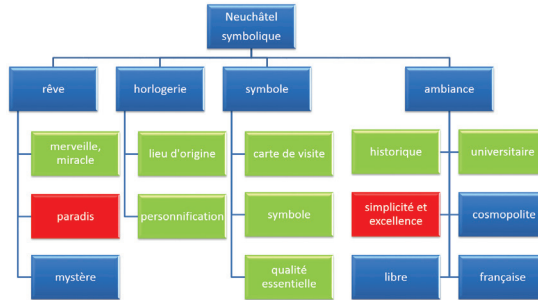 Neuchâtel
symbolique
rêve
horlogerie
symbole
ambiance
merveille,
miracle
lieu d'origine
carte de visite
historique
universitaire
paradis
personnification
symbole
simplicité et
excellence
cosmopolite
mystère
qualité
essentielle
libre
française